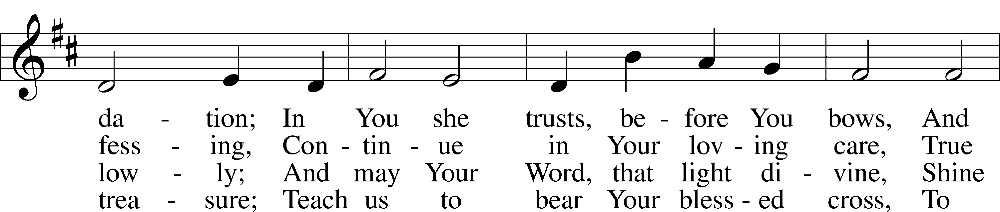 da - tion; In You she trusts, be - fore You bows, And
fess - ing, Con - tin - ue in Your lov - ing care, True
low - ly; And may Your Word, that light di - vine, Shine
trea - sure; Teach us to bear Your bless - ed cross, To